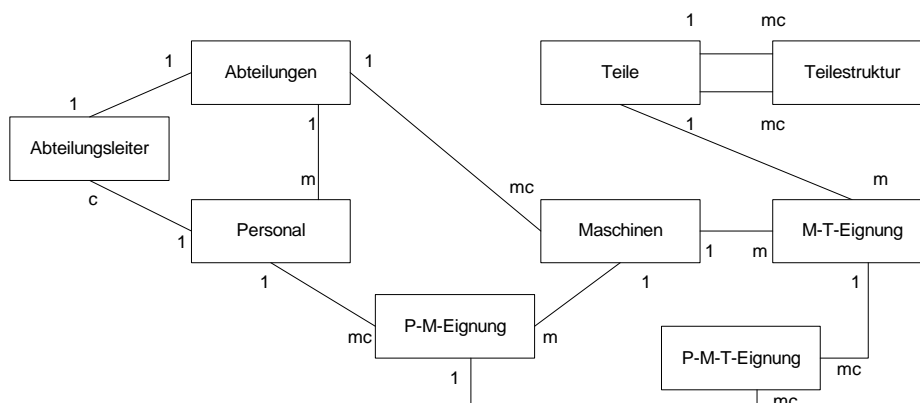 1 mc
Abteilungen
1 1
Teile
Teilestruktur
1
mc
1
Abteilungsleiter
1
m
c
mc
m
Personal
1
Maschinen
1 m
M-T-Eignung
1
1
1
P-M-Eignung
mc m
1
P-M-T-Eignung
mc
1
mc